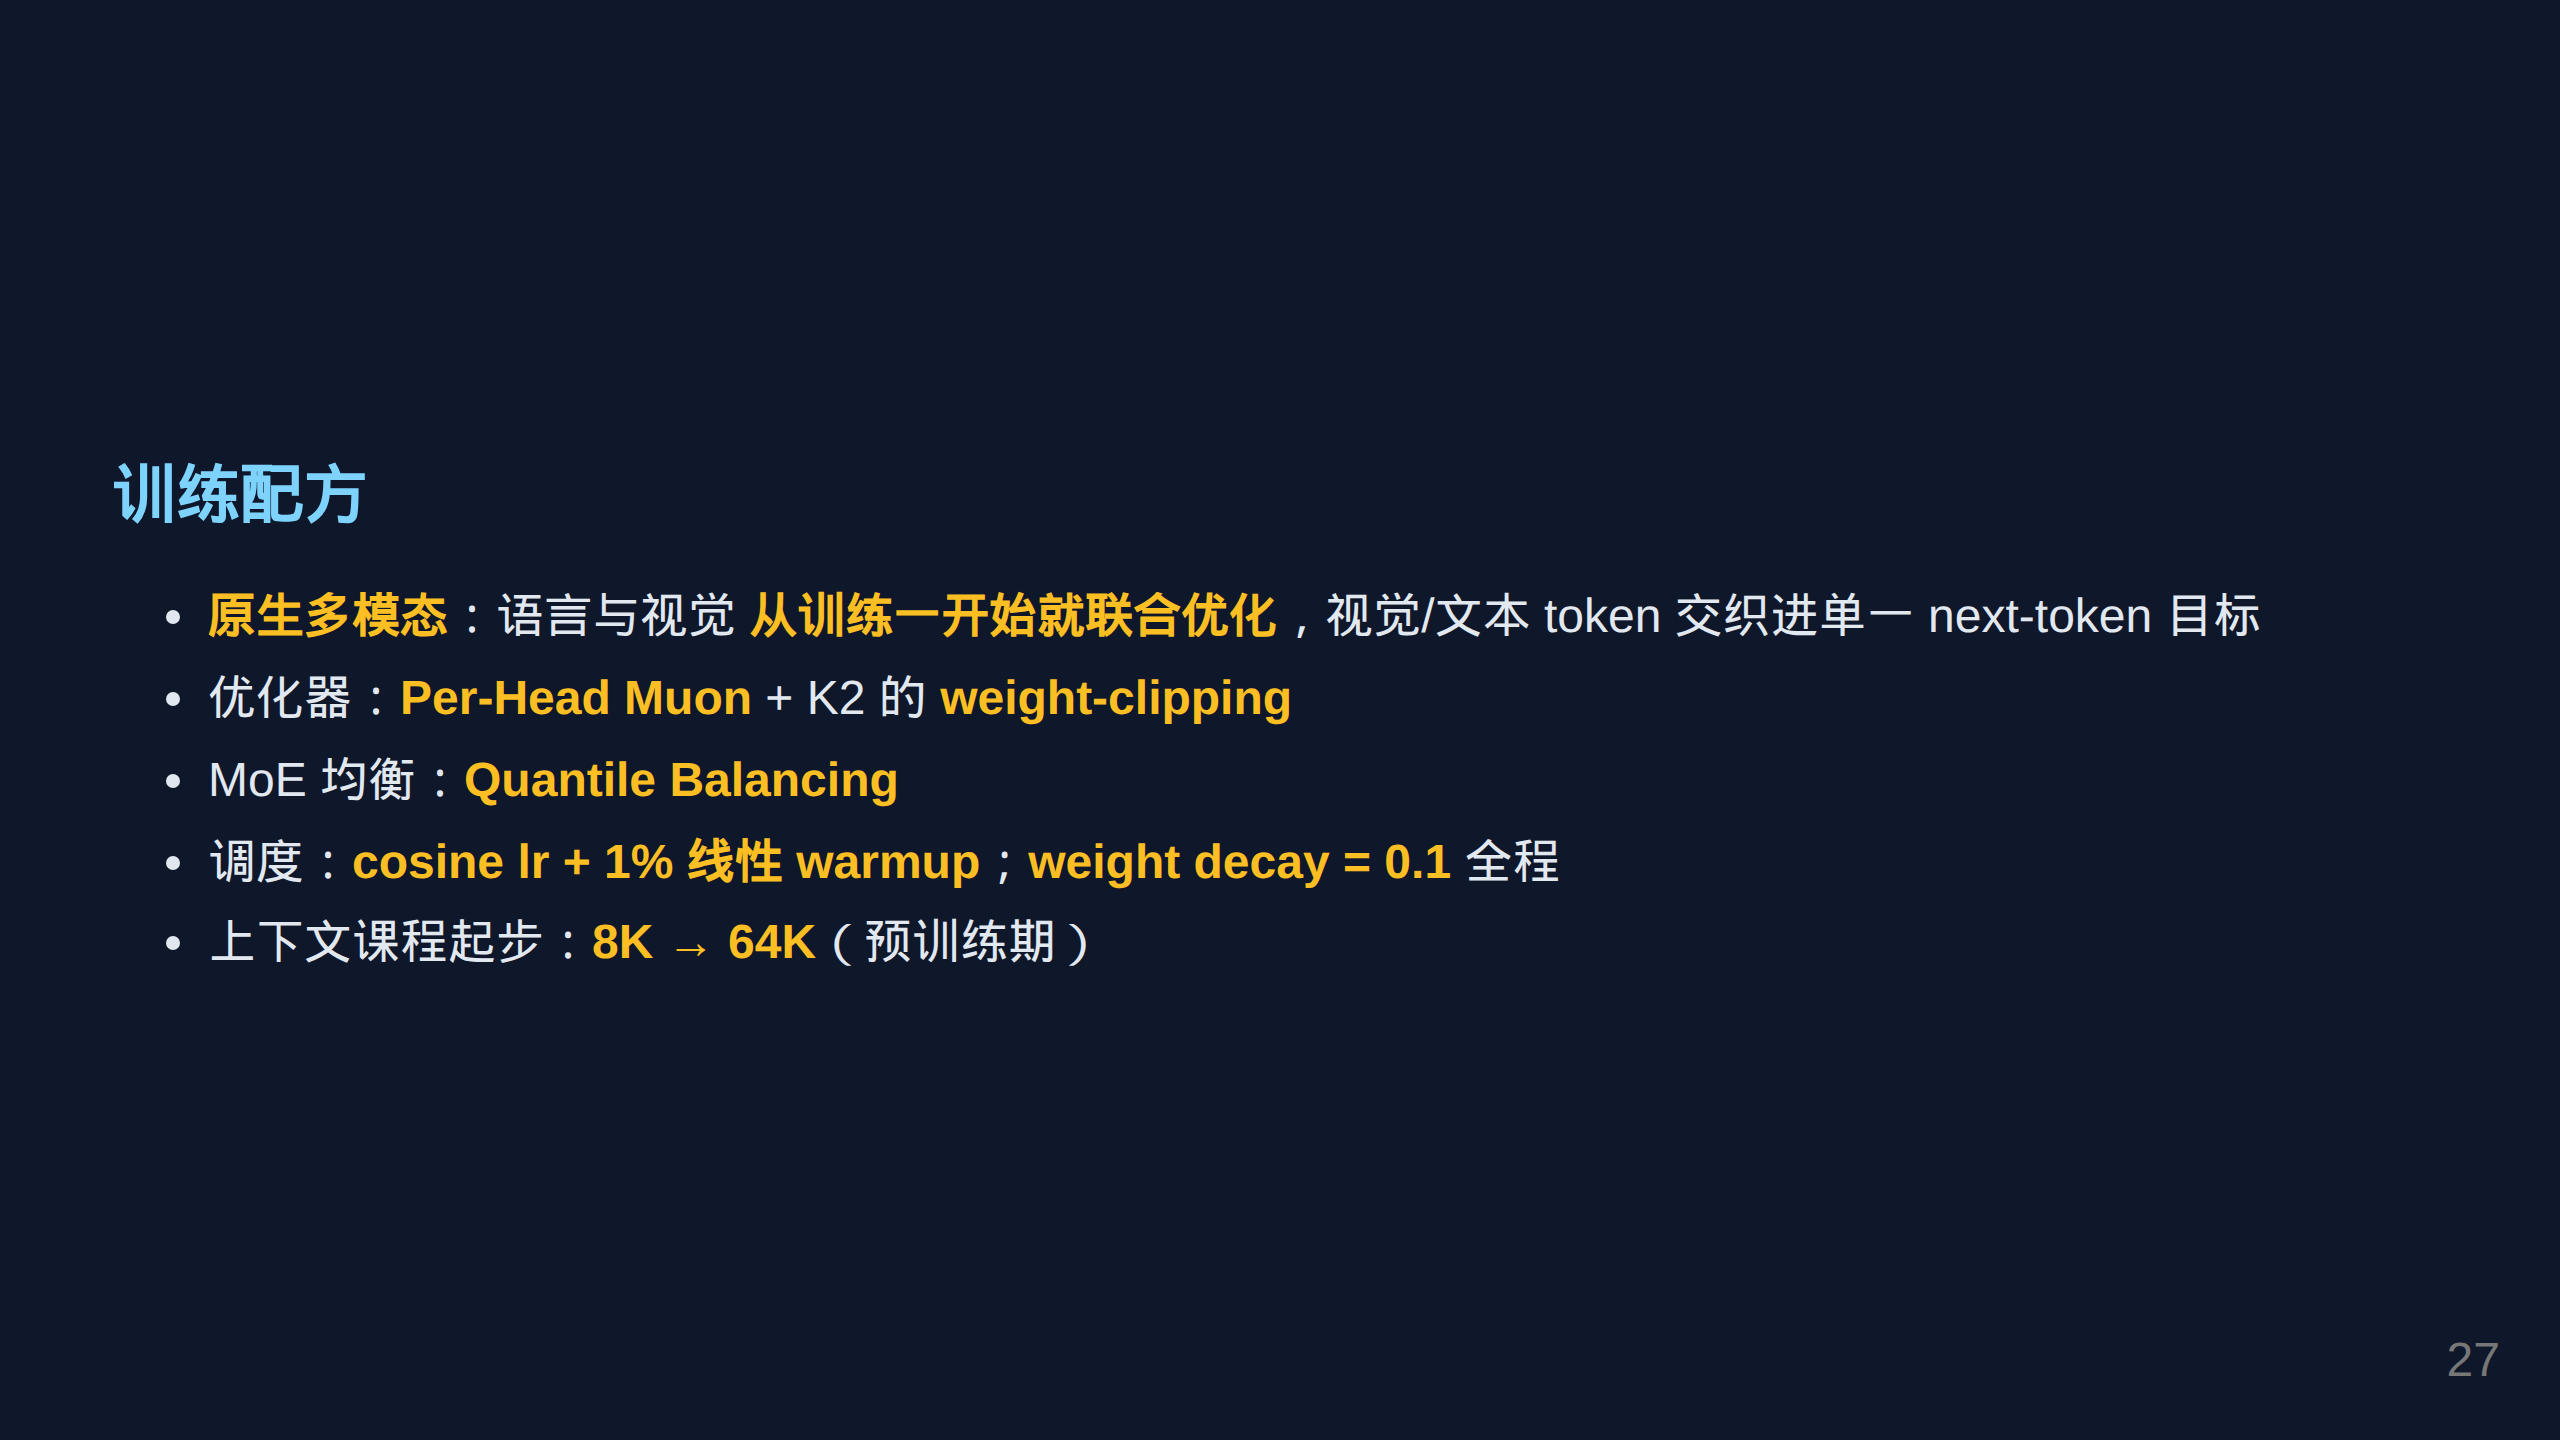 训练配方
• 原生多模态：语言与视觉 从训练一开始就联合优化，视觉/文本 token 交织进单一 next-token 目标
• 优化器：Per-Head Muon + K2 的 weight-clipping
• MoE 均衡：Quantile Balancing
• 调度：cosine lr + 1% 线性 warmup；weight decay = 0.1 全程
• 上下文课程起步：8K → 64K（预训练期）
27